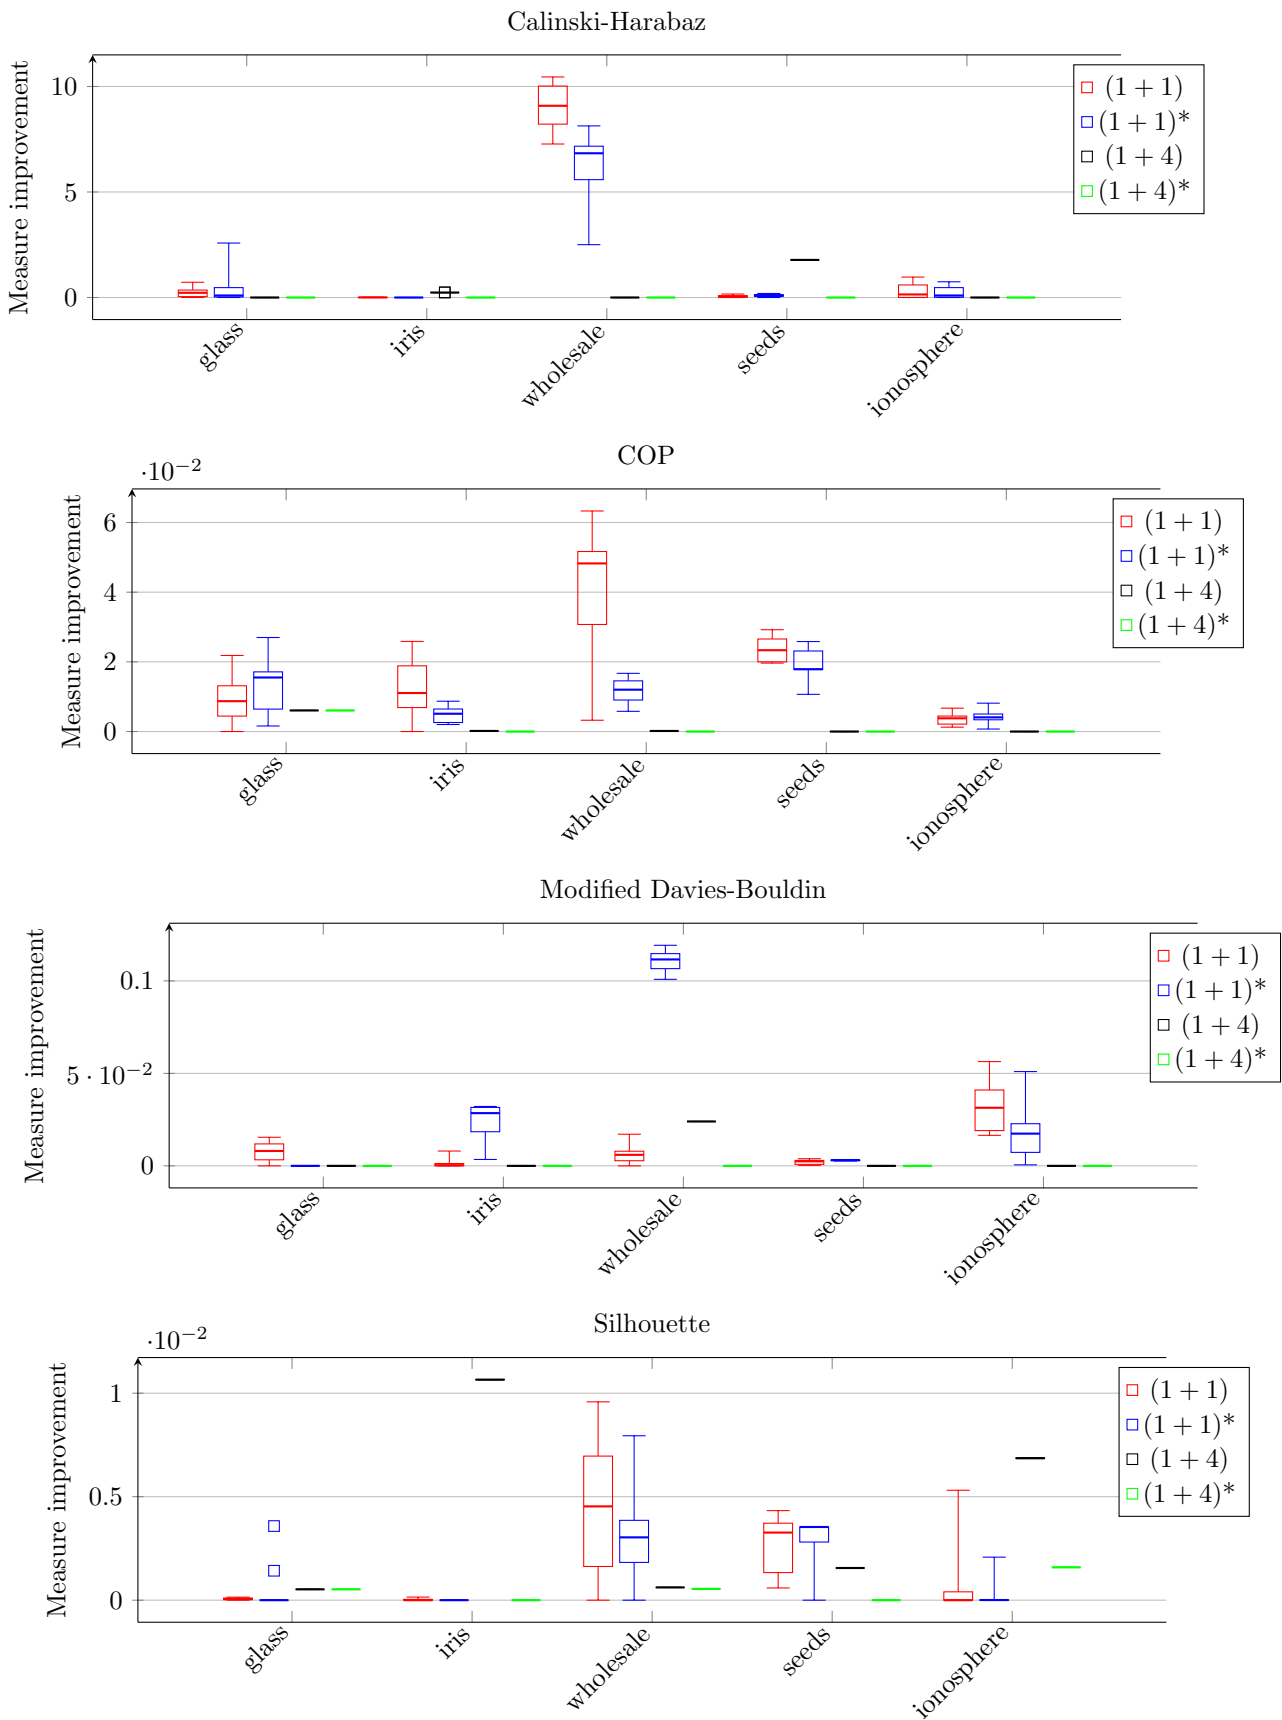 Calinski-Harabaz
Measure improvement
10
5
0
(1 + 1)
(1 + 1)*
(1 + 4)
(1 + 4)*
glass
iris
wholesale
seeds
ionosphere
COP
·10⁻²
Measure improvement
6
4
2
0
(1 + 1)
(1 + 1)*
(1 + 4)
(1 + 4)*
glass
iris
wholesale
seeds
ionosphere
Modified Davies-Bouldin
Measure improvement
0.1
5 · 10⁻²
0
(1 + 1)
(1 + 1)*
(1 + 4)
(1 + 4)*
glass
iris
wholesale
seeds
ionosphere
Silhouette
·10⁻²
Measure improvement
1
0.5
0
(1 + 1)
(1 + 1)*
(1 + 4)
(1 + 4)*
glass
iris
wholesale
seeds
ionosphere